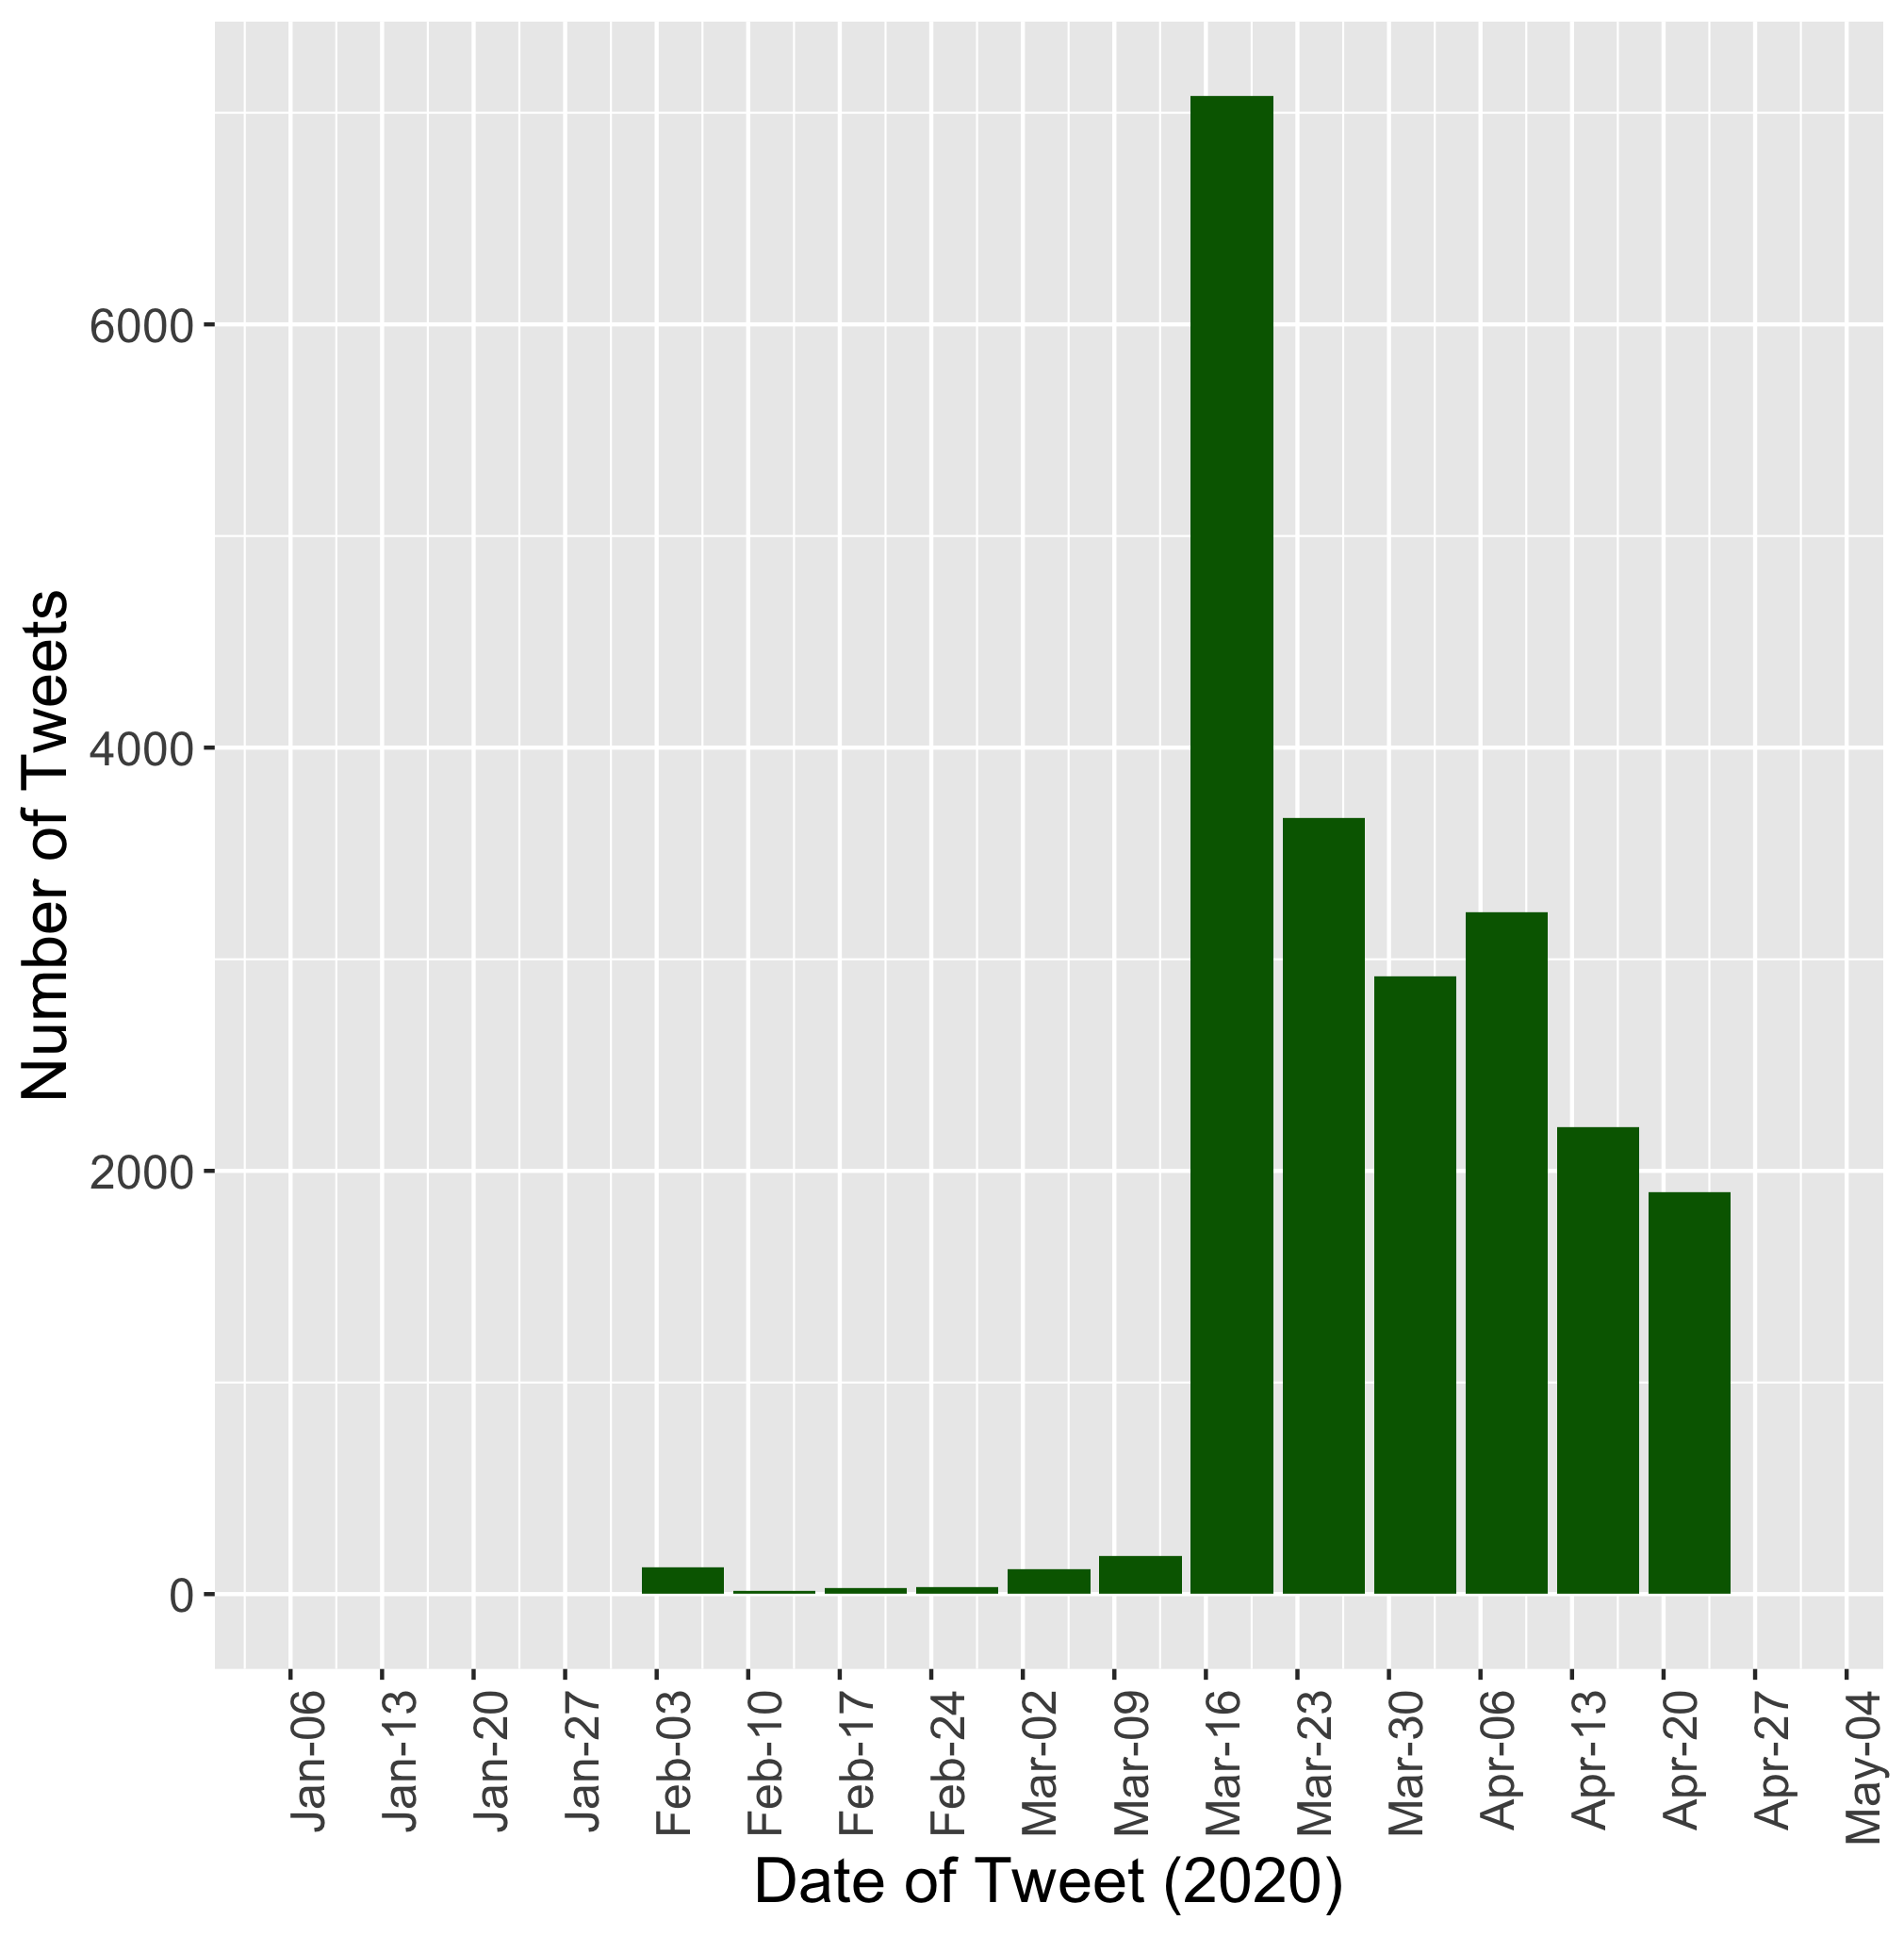 Number of Tweets
6000
4000
2000
0
Jan-06
Jan-13
Jan-20
Jan-27
Feb-03
Feb-10
Feb-17
Feb-24
Mar-02
Mar-09
Mar-16
Mar-23
Mar-30
Apr-06
Apr-13
Apr-20
Apr-27
May-04
Date of Tweet (2020)